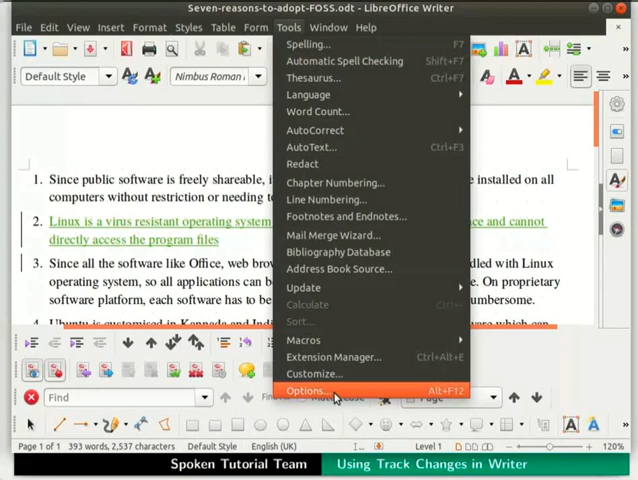 Seven-reasons-to-adopt-FOSS.odt - LibreOffice Writer
File Edit View Insert Format Styles Table Form Tools Window Help
Default Style
Nimbus Roman
Spelling... F7
Automatic Spell Checking Shift+F7
Thesaurus... Ctrl+F7
Language
Word Count...
AutoCorrect
AutoText... Ctrl+F3
Redact
Chapter Numbering...
Line Numbering...
Footnotes and Endnotes...
Mail Merge Wizard...
Bibliography Database
Address Book Source...
Update
Calculate
Sort...
Macros
Extension Manager... Ctrl+Alt+E
Customize...
Options... Alt+F12
1. Since public software is freely shareable, i e installed on all
computers without restriction or needing to
2. Linux is a virus resistant operating system ce and cannot
directly access the program files
3. Since all the software like Office, web brow dled with Linux
operating system, so all applications can b . On proprietary
software platform, each software has to be mbersome.
4. Ubuntu is customised in Kannada and Indi ware which can
Find
Page 1 of 1 393 words, 2,537 characters Default Style English (UK) Level 1 120%
Spoken Tutorial Team Using Track Changes in Writer